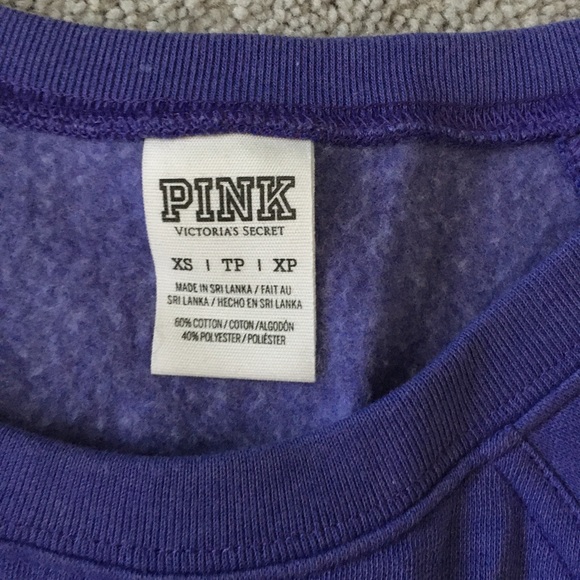 PINK
VICTORIA'S SECRET
XS | TP | XP
MADE IN SRI LANKA / FAIT AU
SRI LANKA / HECHO EN SRI LANKA
60% COTTON / COTON / ALGODÓN
40% POLYESTER / POLIÉSTER